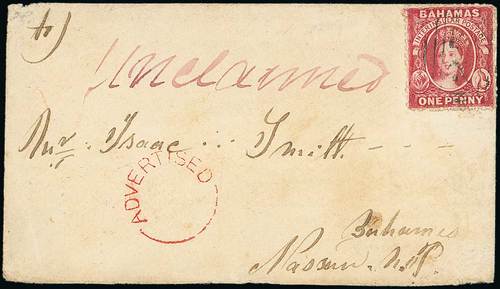 BAHAMAS
INTERINSULAR POSTAGE
ONE PENNY
Unclaimed
Mr. Isaac Smith. - - -
ADVERTISED
Bahamas
Nassau. N.P.